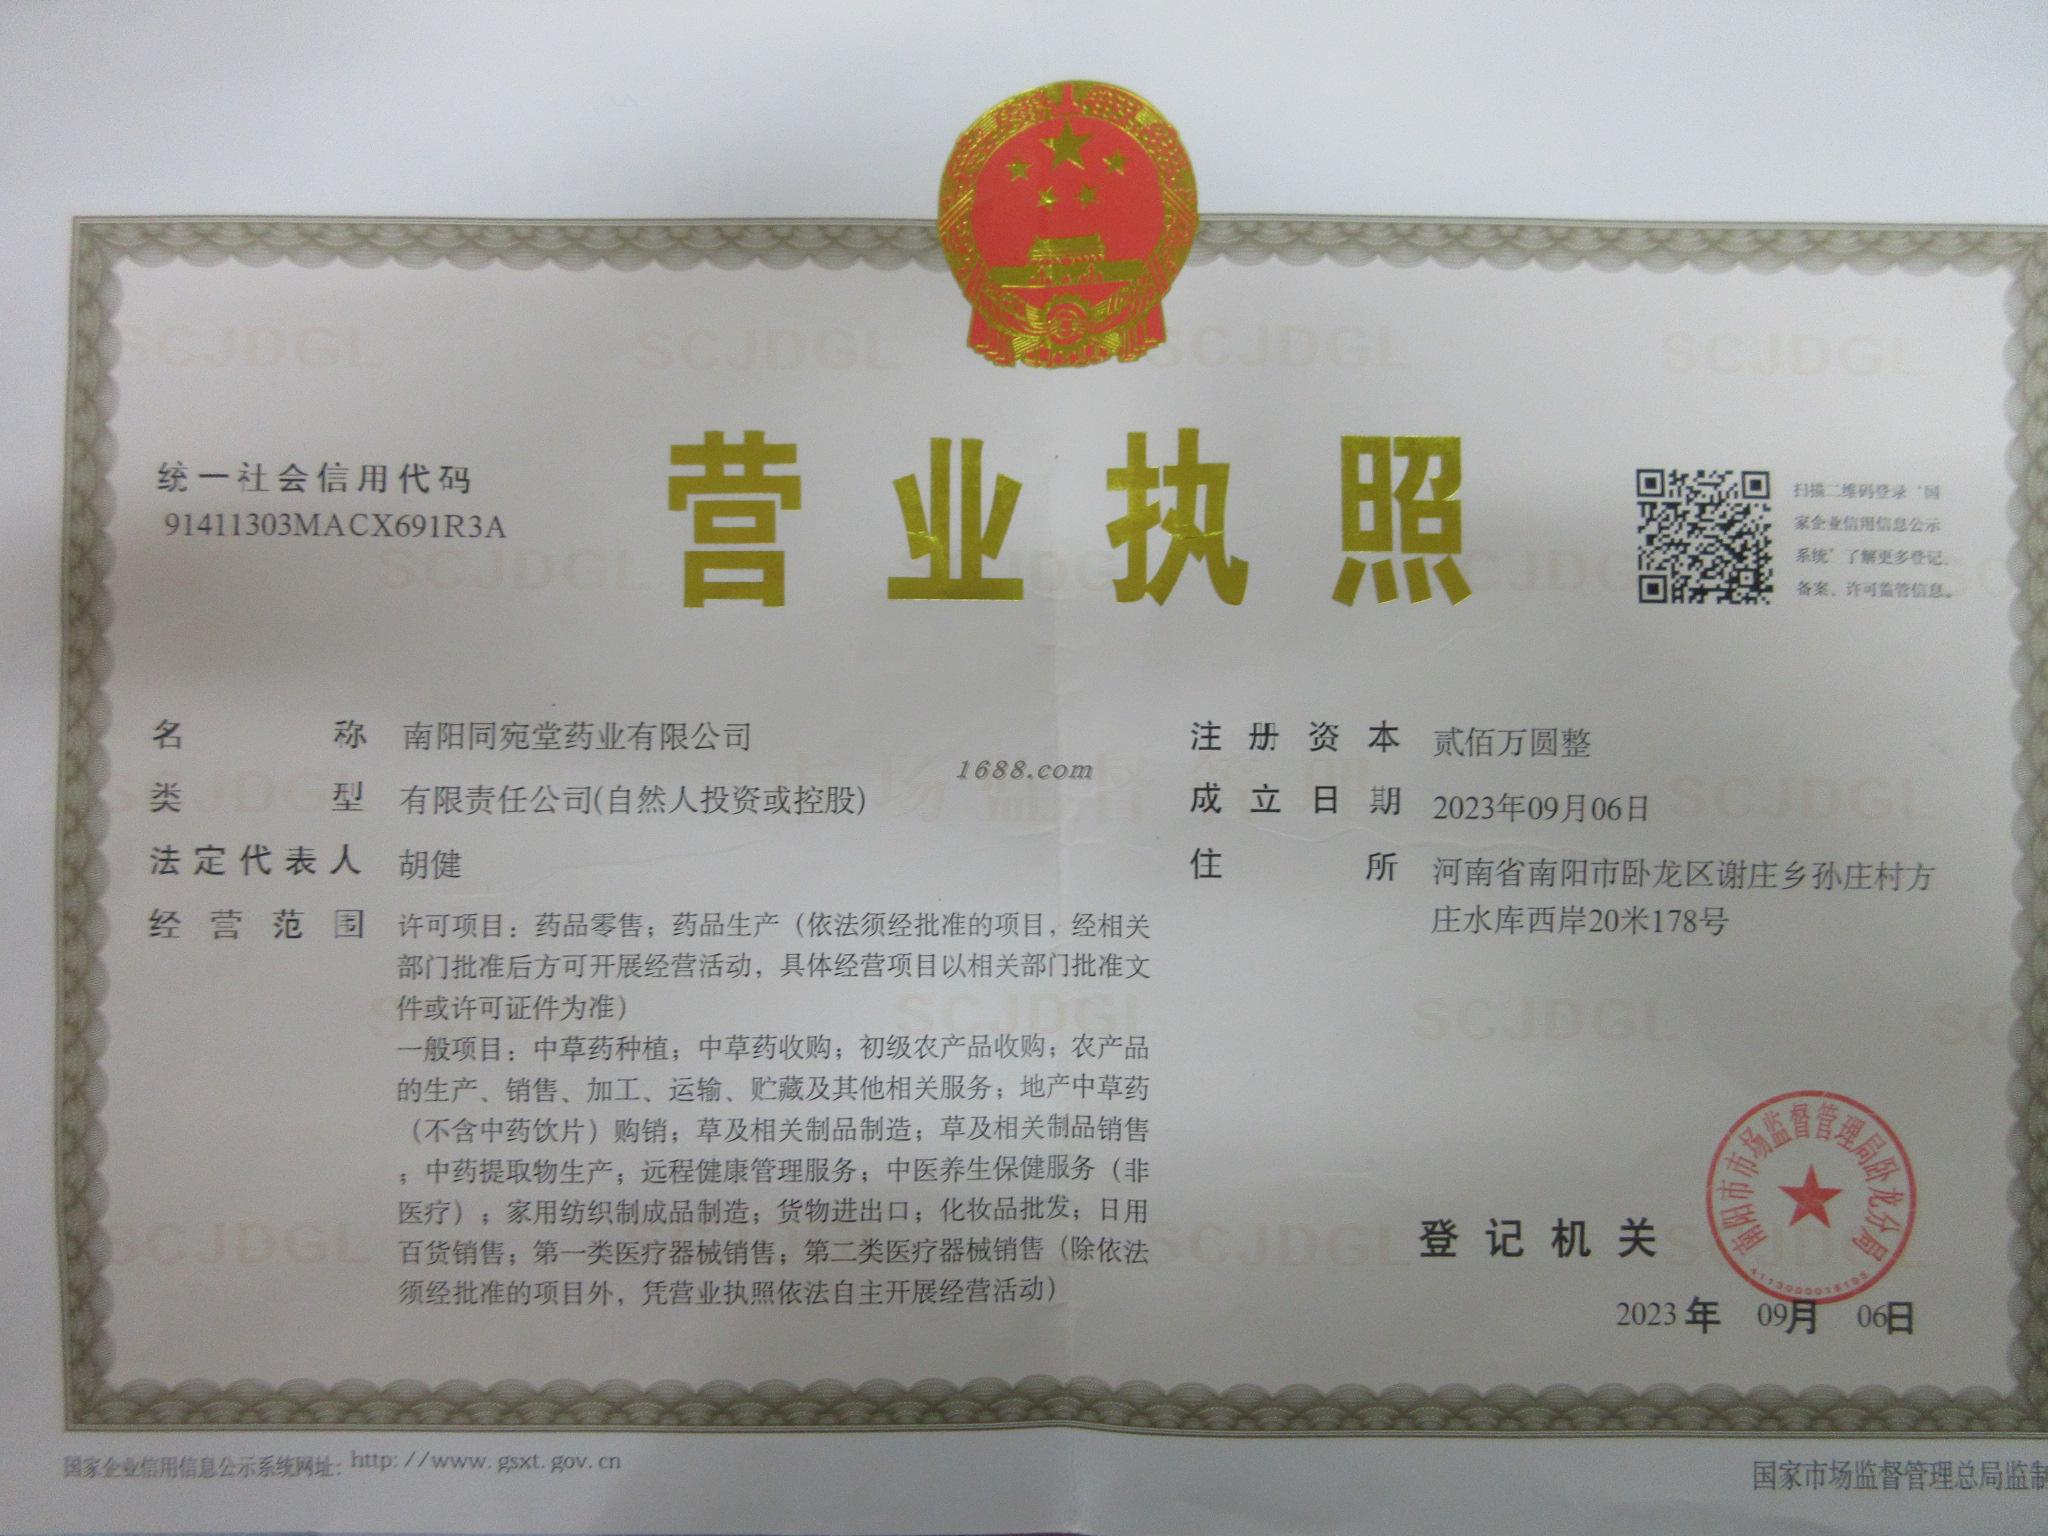 营业执照
统一社会信用代码
91411303MACX691R3A
扫描二维码登录‘国
家企业信用信息公示
系统’了解更多登记、
备案、许可监管信息。
名称 南阳同宛堂药业有限公司
类型 有限责任公司(自然人投资或控股)
法定代表人 胡健
经营范围 许可项目：药品零售；药品生产（依法须经批准的项目，经相关
部门批准后方可开展经营活动，具体经营项目以相关部门批准文
件或许可证件为准）
一般项目：中草药种植；中草药收购；初级农产品收购；农产品
的生产、销售、加工、运输、贮藏及其他相关服务；地产中草药
（不含中药饮片）购销；草及相关制品制造；草及相关制品销售
；中药提取物生产；远程健康管理服务；中医养生保健服务（非
医疗）；家用纺织制成品制造；货物进出口；化妆品批发；日用
百货销售；第一类医疗器械销售；第二类医疗器械销售（除依法
须经批准的项目外，凭营业执照依法自主开展经营活动）
1688.com
注册资本 贰佰万圆整
成立日期 2023年09月06日
住所 河南省南阳市卧龙区谢庄乡孙庄村方
庄水库西岸20米178号
登记机关
南阳市市场监督管理局卧龙分局
2023年 09月 06日
国家企业信用信息公示系统网址：http://www.gsxt.gov.cn
国家市场监督管理总局监制
SCJDGL
市场监督管理